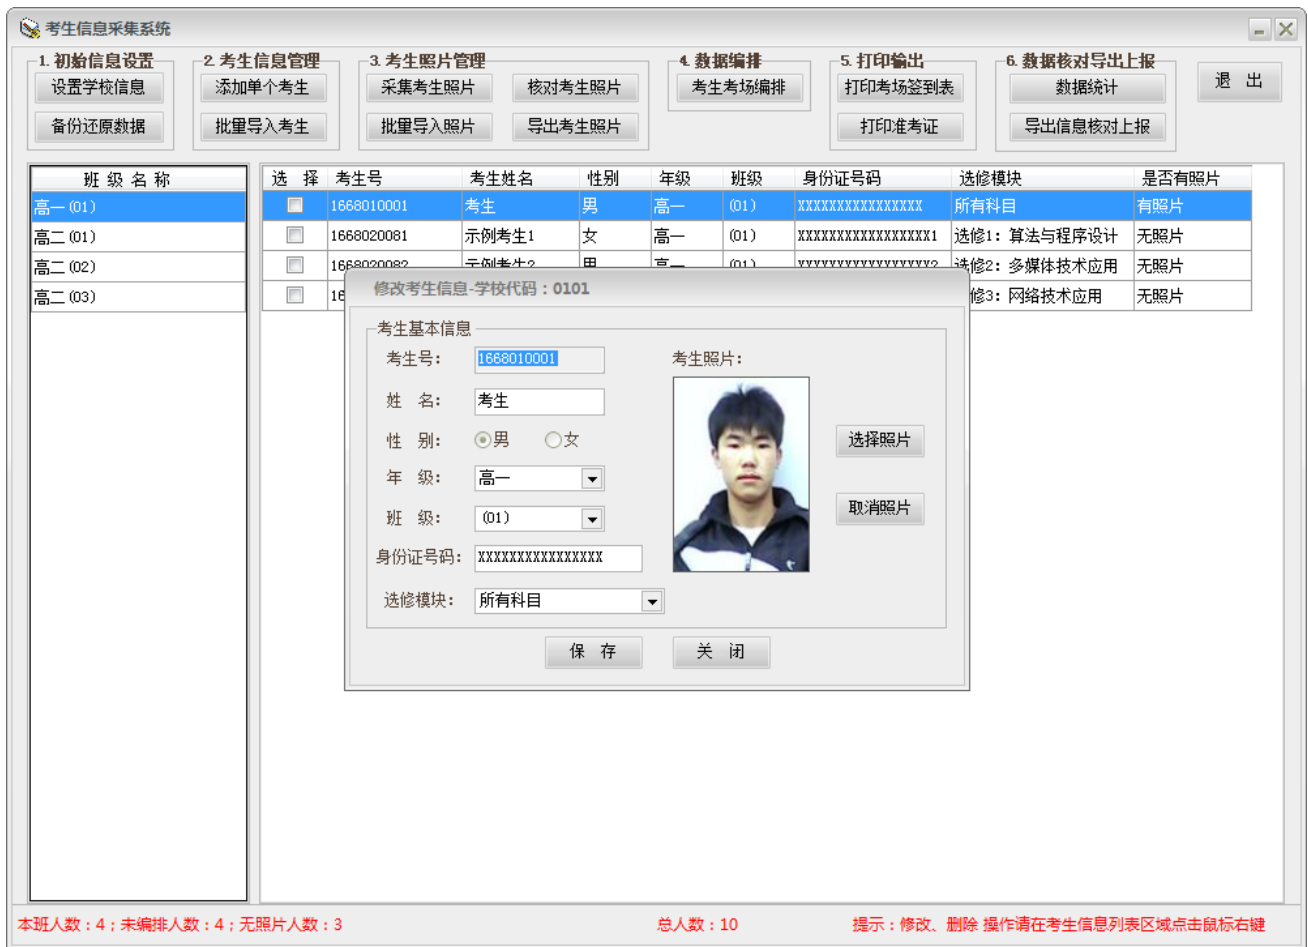 考生信息采集系统
1. 初始信息设置 2. 考生信息管理 3. 考生照片管理 4. 数据编排 5. 打印输出 6. 数据核对导出上报
设置学校信息 添加单个考生 采集考生照片 核对考生照片 考生考场编排 打印考场签到表 数据统计 退 出
备份还原数据 批量导入考生 批量导入照片 导出考生照片 打印准考证 导出信息核对上报
班 级 名 称 选 择 考生号 考生姓名 性别 年级 班级 身份证号码 选修模块 是否有照片
高一 (01) 1668010001 考生 男 高一 (01) XXXXXXXXXXXXXXXX 所有科目 有照片
高二 (01) 1668020081 示例考生1 女 高一 (01) XXXXXXXXXXXXXXXXX1 选修1：算法与程序设计 无照片
高二 (02) 1668020082 示例考生2 男 高一 (01) XXXXXXXXXXXXXXXXX2 选修2：多媒体技术应用 无照片
高二 (03) 16 修3：网络技术应用 无照片
修改考生信息-学校代码：0101
考生基本信息
考生号： 1668010001 考生照片：
姓 名： 考生
性 别： 男 女 选择照片
年 级： 高一
班 级： (01) 取消照片
身份证号码： XXXXXXXXXXXXXXXX
选修模块： 所有科目
保 存 关 闭
本班人数：4；未编排人数：4；无照片人数：3 总人数：10 提示：修改、删除 操作请在考生信息列表区域点击鼠标右键